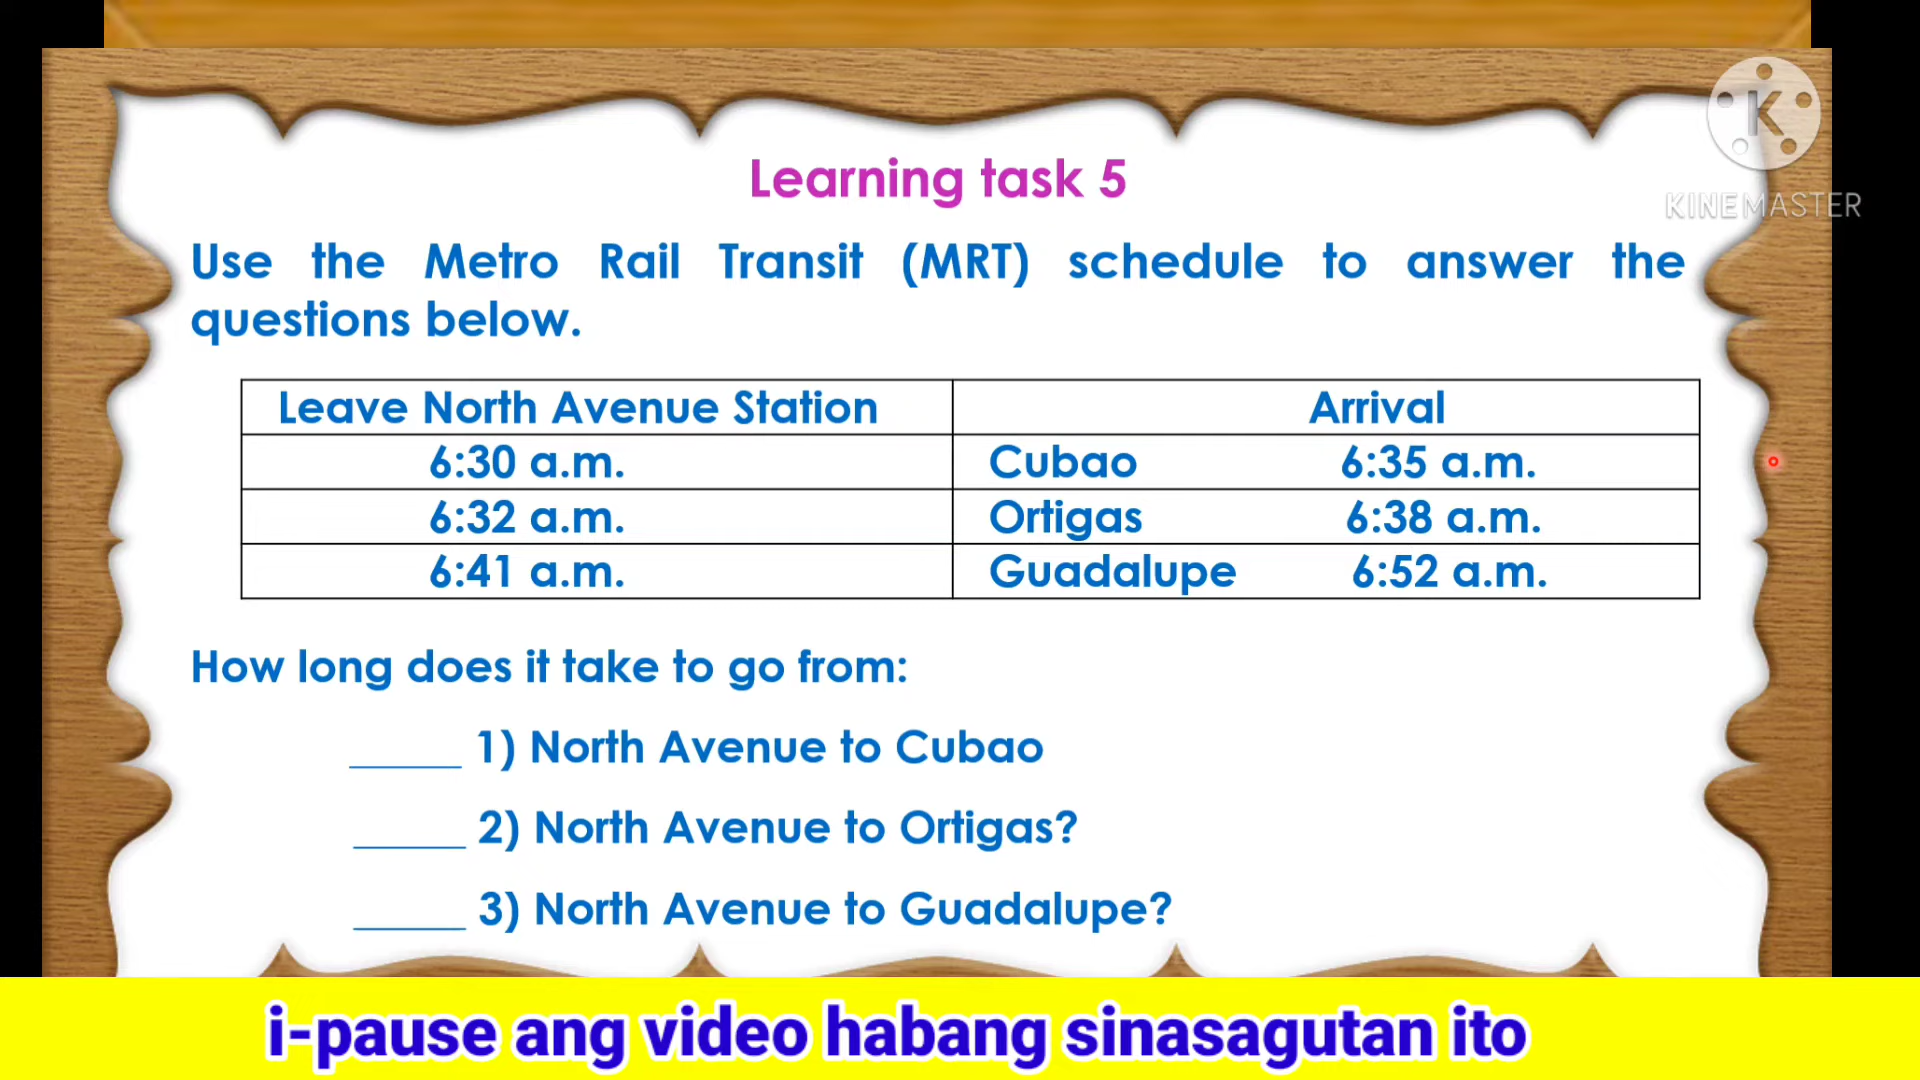 K
KINEMASTER
Learning task 5
Use the Metro Rail Transit (MRT) schedule to answer the
questions below.
Leave North Avenue Station Arrival
6:30 a.m. Cubao 6:35 a.m.
6:32 a.m. Ortigas 6:38 a.m.
6:41 a.m. Guadalupe 6:52 a.m.
How long does it take to go from:
_____ 1) North Avenue to Cubao
_____ 2) North Avenue to Ortigas?
_____ 3) North Avenue to Guadalupe?
i-pause ang video habang sinasagutan ito